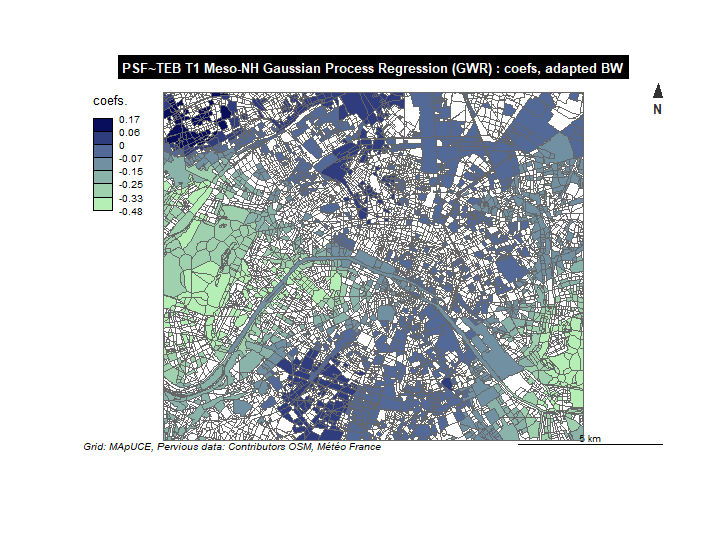 PSF~TEB T1 Meso-NH Gaussian Process Regression (GWR) : coefs, adapted BW
coefs.
0.17
0.06
0
-0.07
-0.15
-0.25
-0.33
-0.48
N
5 km
Grid: MApUCE, Pervious data: Contributors OSM, Météo France